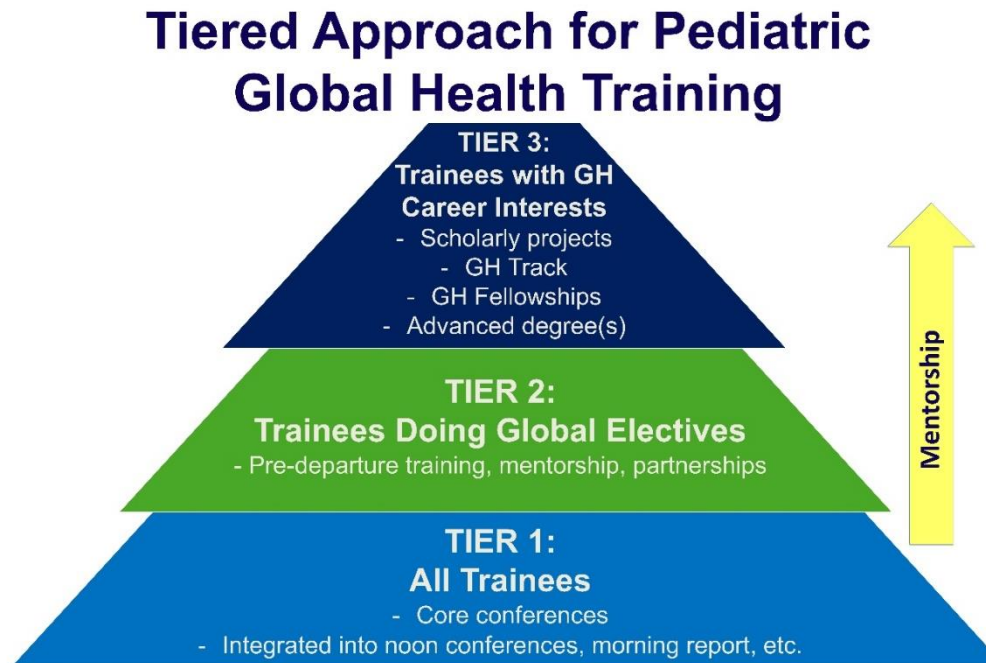 Tiered Approach for Pediatric
Global Health Training
TIER 3:
Trainees with GH
Career Interests
- Scholarly projects
- GH Track
- GH Fellowships
- Advanced degree(s)
TIER 2:
Trainees Doing Global Electives
- Pre-departure training, mentorship, partnerships
TIER 1:
All Trainees
- Core conferences
- Integrated into noon conferences, morning report, etc.
Mentorship